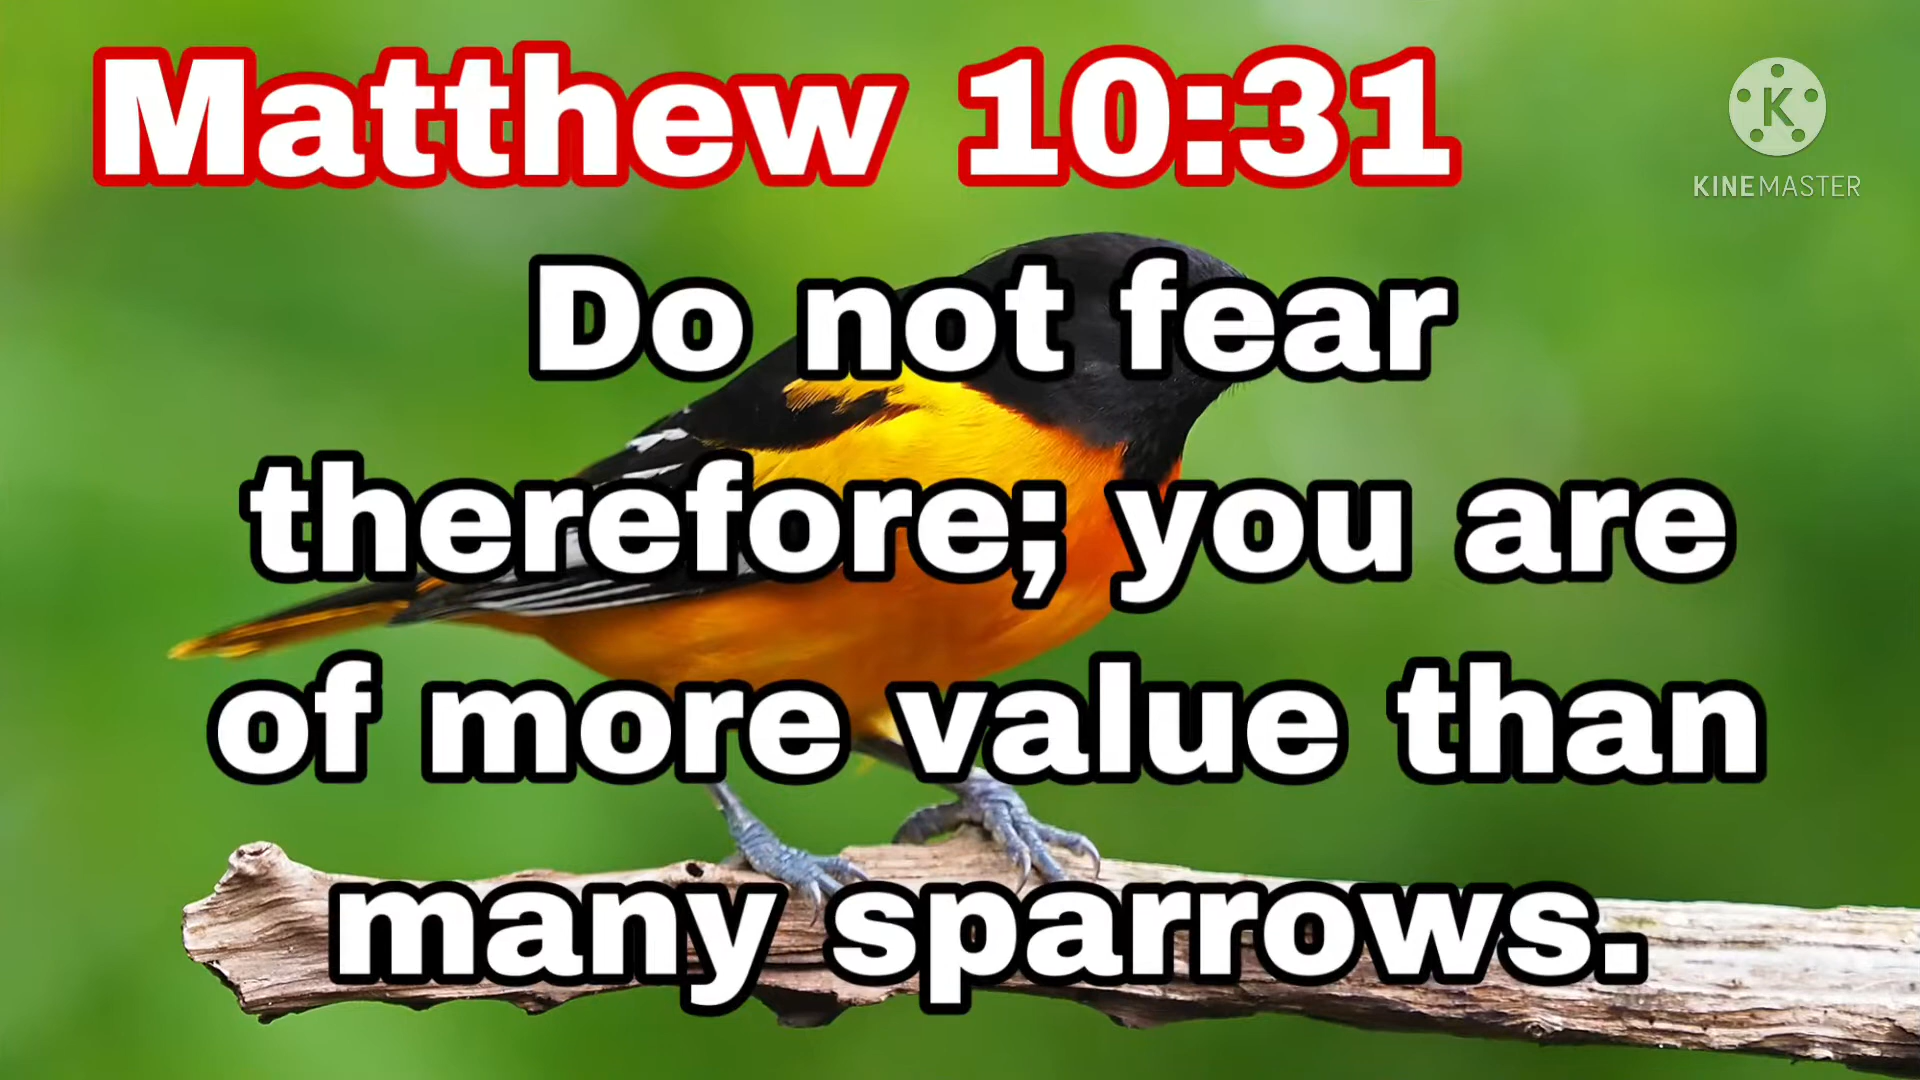 Matthew 10:31
K
KINEMASTER
Do not fear
therefore; you are
of more value than
many sparrows.